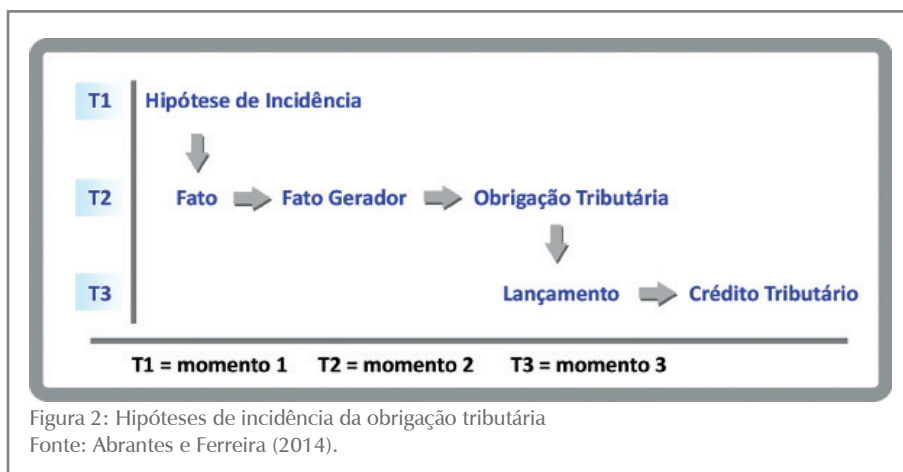 T1 Hipótese de Incidência
T2 Fato Fato Gerador Obrigação Tributária
T3 Lançamento Crédito Tributário
T1 = momento 1 T2 = momento 2 T3 = momento 3
Figura 2: Hipóteses de incidência da obrigação tributária
Fonte: Abrantes e Ferreira (2014).